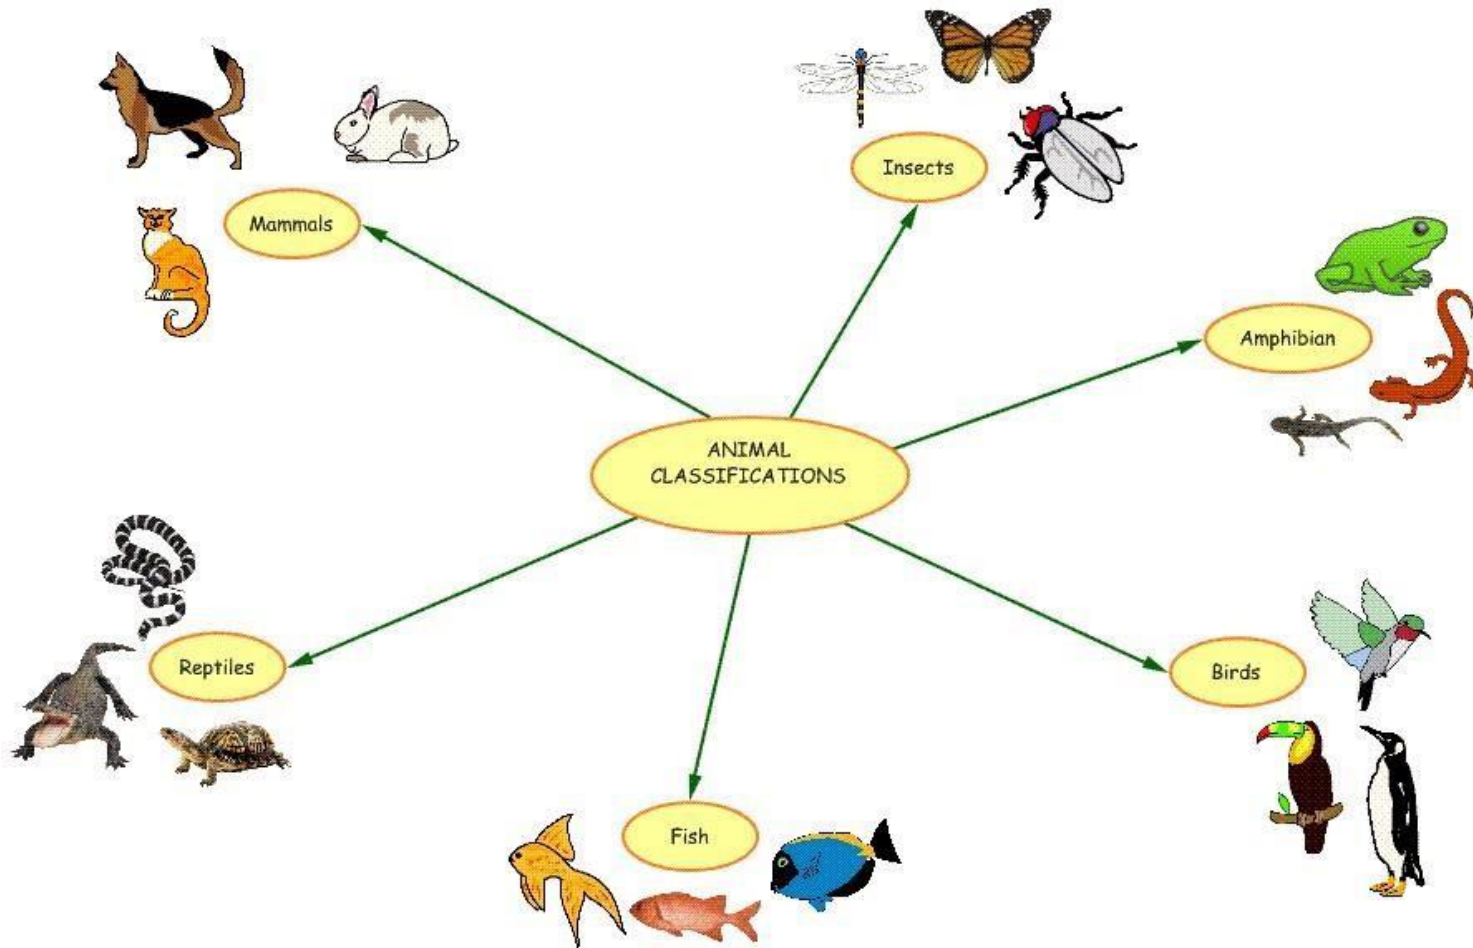 Insects
Mammals
Amphibian
ANIMAL
CLASSIFICATIONS
Reptiles
Birds
Fish